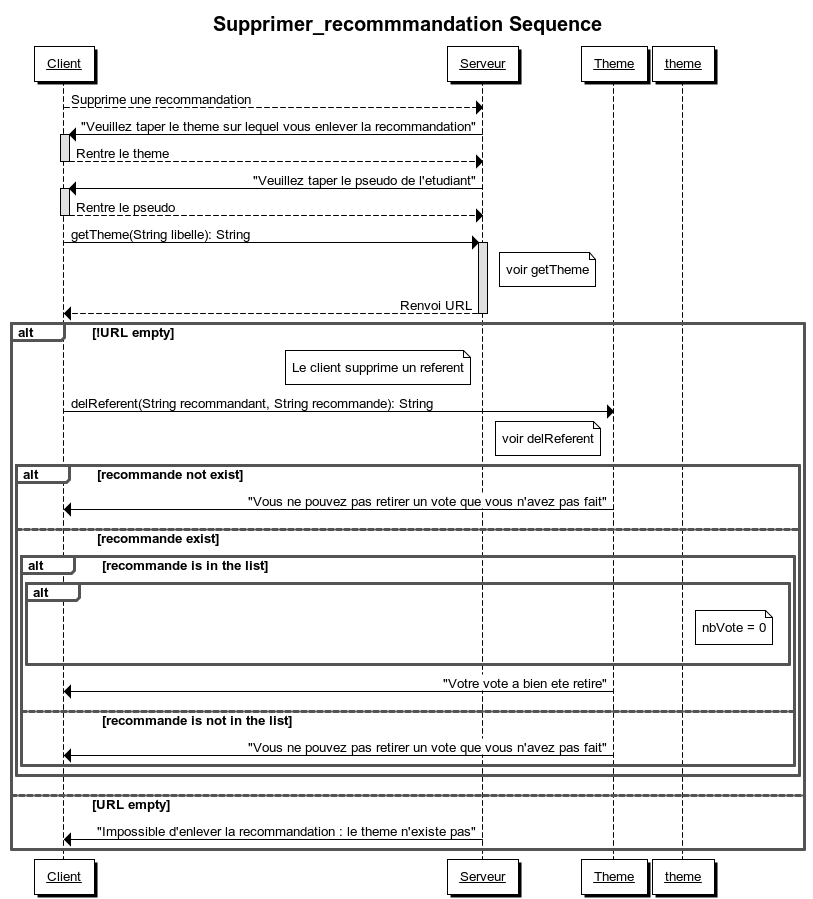 Supprimer_recommmandation Sequence
Client
Serveur
Theme
theme
Supprime une recommandation
"Veuillez taper le theme sur lequel vous enlever la recommandation"
Rentre le theme
"Veuillez taper le pseudo de l'etudiant"
Rentre le pseudo
getTheme(String libelle): String
voir getTheme
Renvoi URL
alt
[!URL empty]
Le client supprime un referent
delReferent(String recommandant, String recommande): String
voir delReferent
alt
[recommande not exist]
"Vous ne pouvez pas retirer un vote que vous n'avez pas fait"
[recommande exist]
alt
[recommande is in the list]
alt
nbVote = 0
"Votre vote a bien ete retire"
[recommande is not in the list]
"Vous ne pouvez pas retirer un vote que vous n'avez pas fait"
[URL empty]
"Impossible d'enlever la recommandation : le theme n'existe pas"
Client
Serveur
Theme
theme